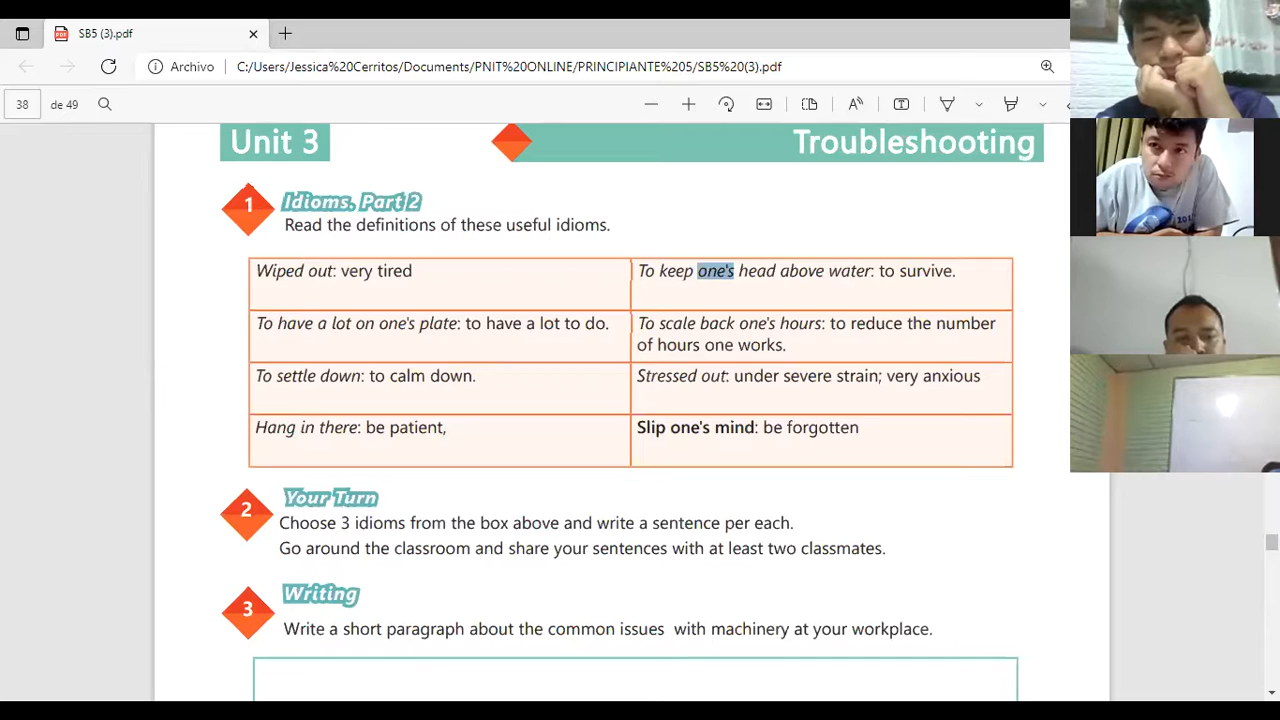 SB5 (3).pdf
Archivo
C:/Users/Jessica%20Ce
uments/PNIT%20ONLINE/PRINCIPIANTE%205/SB5%20(3).pdf
38
de 49
Unit 3
Troubleshooting
1
Idioms. Part 2
Read the definitions of these useful idioms.
Wiped out: very tired
To keep one's head above water: to survive.
To have a lot on one's plate: to have a lot to do.
To scale back one's hours: to reduce the number
of hours one works.
To settle down: to calm down.
Stressed out: under severe strain; very anxious
Hang in there: be patient,
Slip one's mind: be forgotten
2
Your Turn
Choose 3 idioms from the box above and write a sentence per each.
Go around the classroom and share your sentences with at least two classmates.
3
Writing
Write a short paragraph about the common issues with machinery at your workplace.